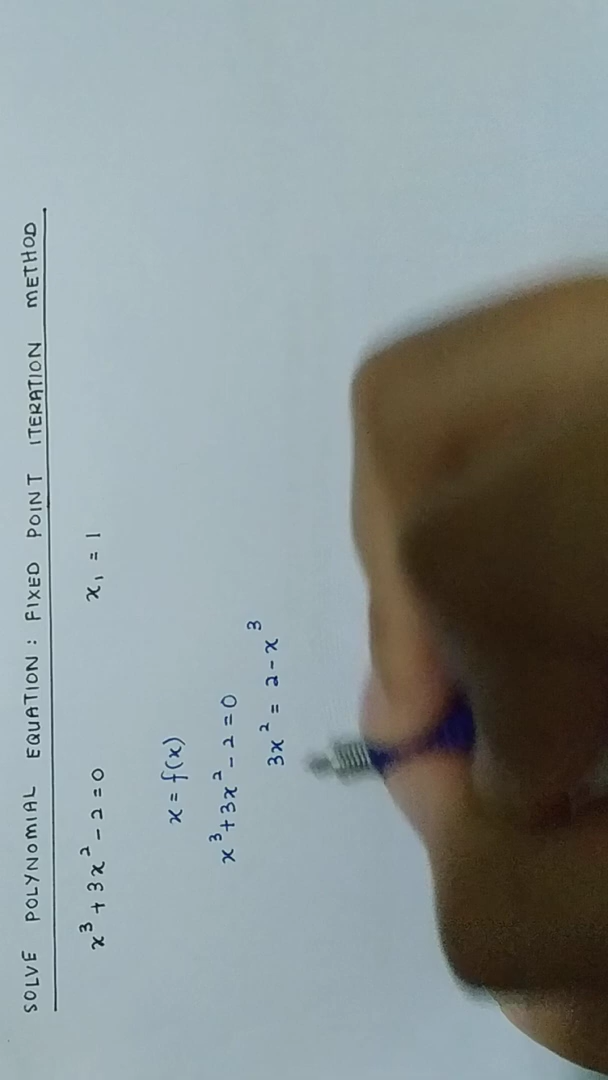 SOLVE POLYNOMIAL EQUATION : FIXED POINT ITERATION METHOD
x³ + 3x² - 2 = 0 x₁ = 1
x = f(x)
x³ + 3x² - 2 = 0
3x² = 2 - x³